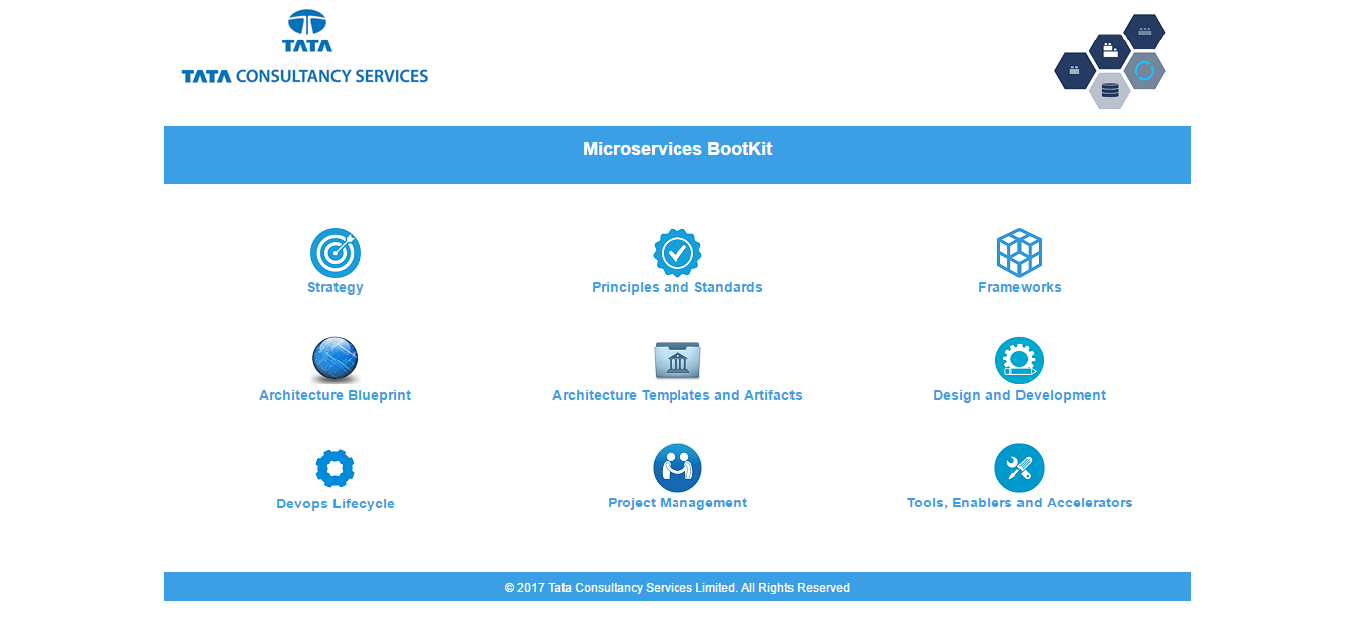 TATA
TATA CONSULTANCY SERVICES
Microservices BootKit
Strategy
Principles and Standards
Frameworks
Architecture Blueprint
Architecture Templates and Artifacts
Design and Development
Devops Lifecycle
Project Management
Tools, Enablers and Accelerators
© 2017 Tata Consultancy Services Limited. All Rights Reserved